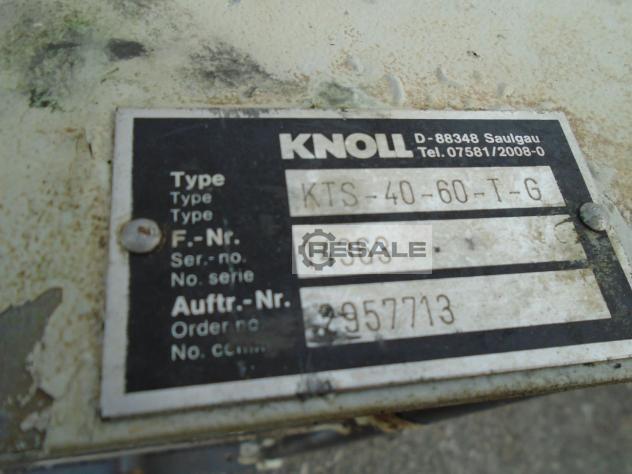 KNOLL D-88348 Saulgau
Tel. 07581/2008-0
Type KTS-40-60-T-G
Type
Type
F.-Nr.
Ser.-no.
No. serie
RESALE
Auftr.-Nr. 2957713
Order no
No.